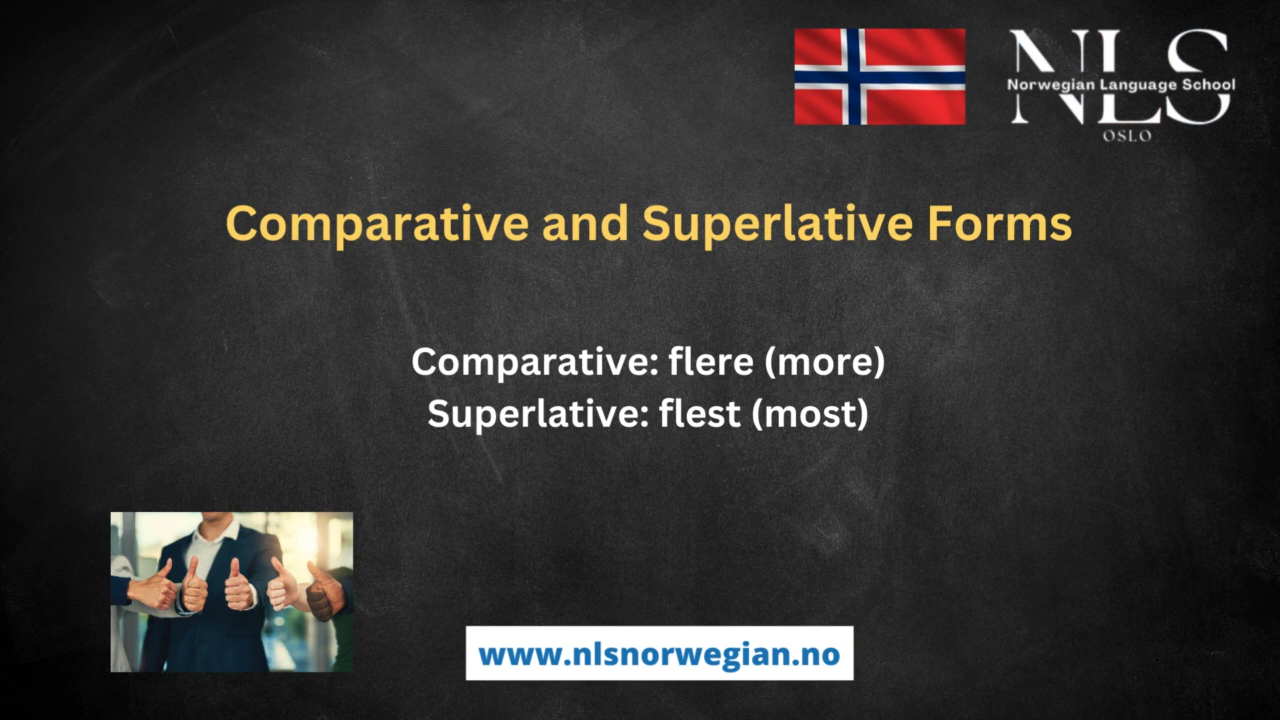 NLS
Norwegian Language School
OSLO
Comparative and Superlative Forms
Comparative: flere (more)
Superlative: flest (most)
www.nlsnorwegian.no